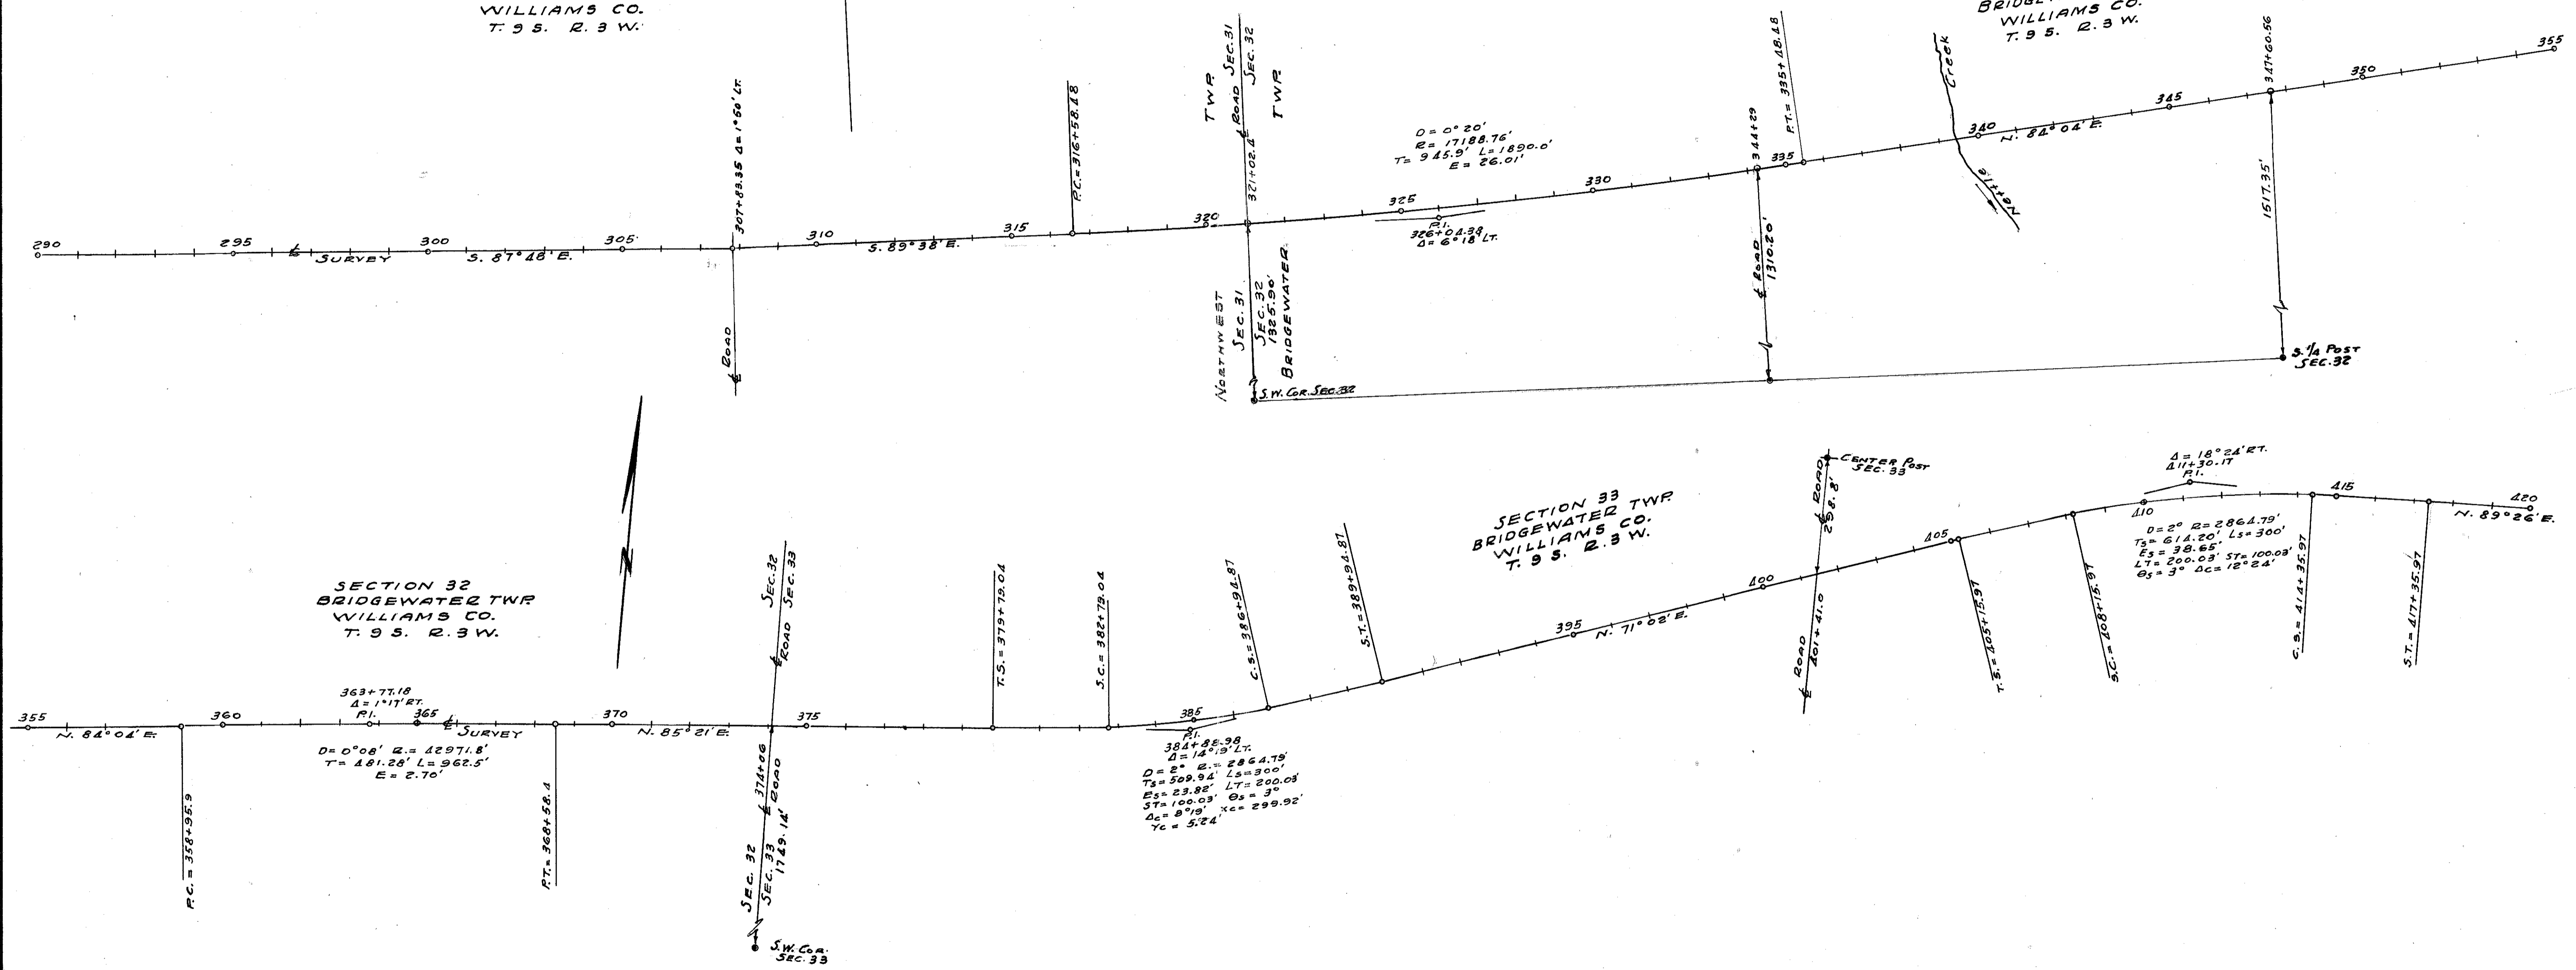 WILLIAMS CO.
T. 9 S. R. 3 W.
BRIDGE
WILLIAMS CO.
T. 9 S. R. 3 W.
290
295
300
305
310
315
320
325
330
335
340
345
350
355
℄ SURVEY
S. 87° 48' E.
307+83.35 Δ=1°50' LT.
℄ ROAD
S. 89°38' E.
P.C.=316+58.48
TWP.
℄ ROAD SEC. 31
SEC. 32
TWP.
321+02.4
NORTHWEST
SEC. 31
SEC. 32
1325.90'
BRIDGEWATER
S.W. COR. SEC. 32
D = 0° 20'
R = 17188.76'
T = 945.9' L = 1890.0'
E = 26.01'
P.I.
326+04.38
Δ= 6°18' LT.
344+29
℄ ROAD
1310.20'
P.T.= 335+48.48
Nettle Creek
N. 84° 04' E.
347+60.56
1517.35'
S. 1/4 POST
SEC. 32
SECTION 32
BRIDGEWATER TWP.
WILLIAMS CO.
T. 9 S. R. 3 W.
SECTION 33
BRIDGEWATER TWP.
WILLIAMS CO.
T. 9 S. R. 3 W.
355
360
365
370
375
385
395
400
405
410
415
420
N. 84° 04' E.
P.C. = 358+95.9
363+77.18
Δ= 1°17' RT.
P.I.
℄ SURVEY
D= 0°08' R.= 42971.8'
T= 481.28' L= 962.5'
E = 2.70'
P.T. = 368+58.4
N. 85° 21' E.
SEC. 32
℄ ROAD SEC. 33
374+06
℄ ROAD
SEC. 32
SEC. 33
1749.14'
S.W. COR.
SEC. 33
T.S. = 379+79.04
S.C. = 382+79.04
P.I.
384+88.98
Δ= 14°19' LT.
D= 2° R.= 2864.79'
Ts= 509.94' Ls=300'
Es= 23.82' LT= 200.03'
ST= 100.03' Θs = 3°
Δc= 8°19' Xc= 299.92'
Yc = 5.24'
C.S.= 386+94.87
S.T.= 389+94.87
N. 71° 02' E.
CENTER POST
SEC. 33
℄ ROAD
298.8'
℄ ROAD
401+41.0
T.S.= 405+15.97
S.C.= 408+15.97
Δ = 18° 24' RT.
411+30.17
P.I.
D= 2° R= 2864.79'
Ts= 614.20' Ls= 300'
Es = 38.65'
LT= 200.03' ST= 100.03'
Θs= 3° Δc= 12°24'
C.S.= 414+35.97
S.T.= 417+35.97
N. 89°26' E.